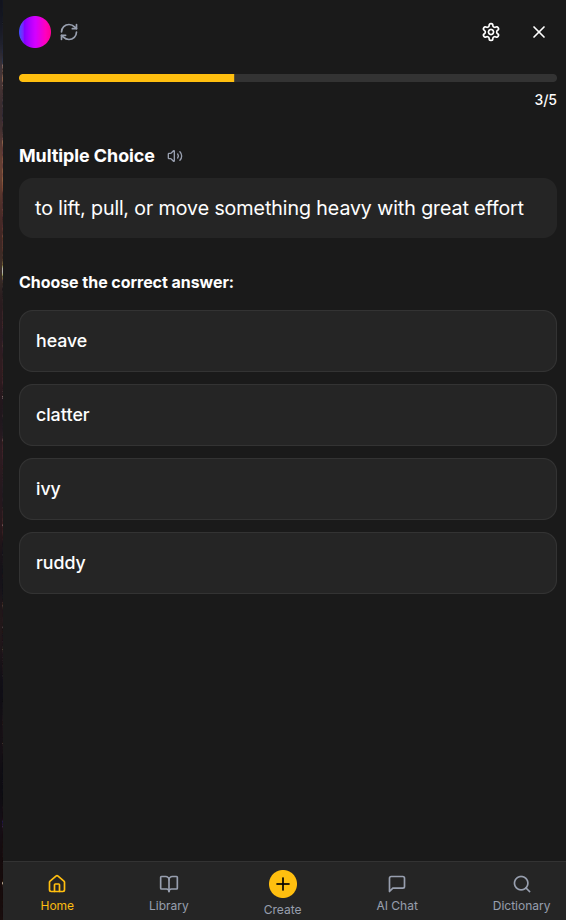 3/5
Multiple Choice
to lift, pull, or move something heavy with great effort
Choose the correct answer:
heave
clatter
ivy
ruddy
Home Library Create AI Chat Dictionary